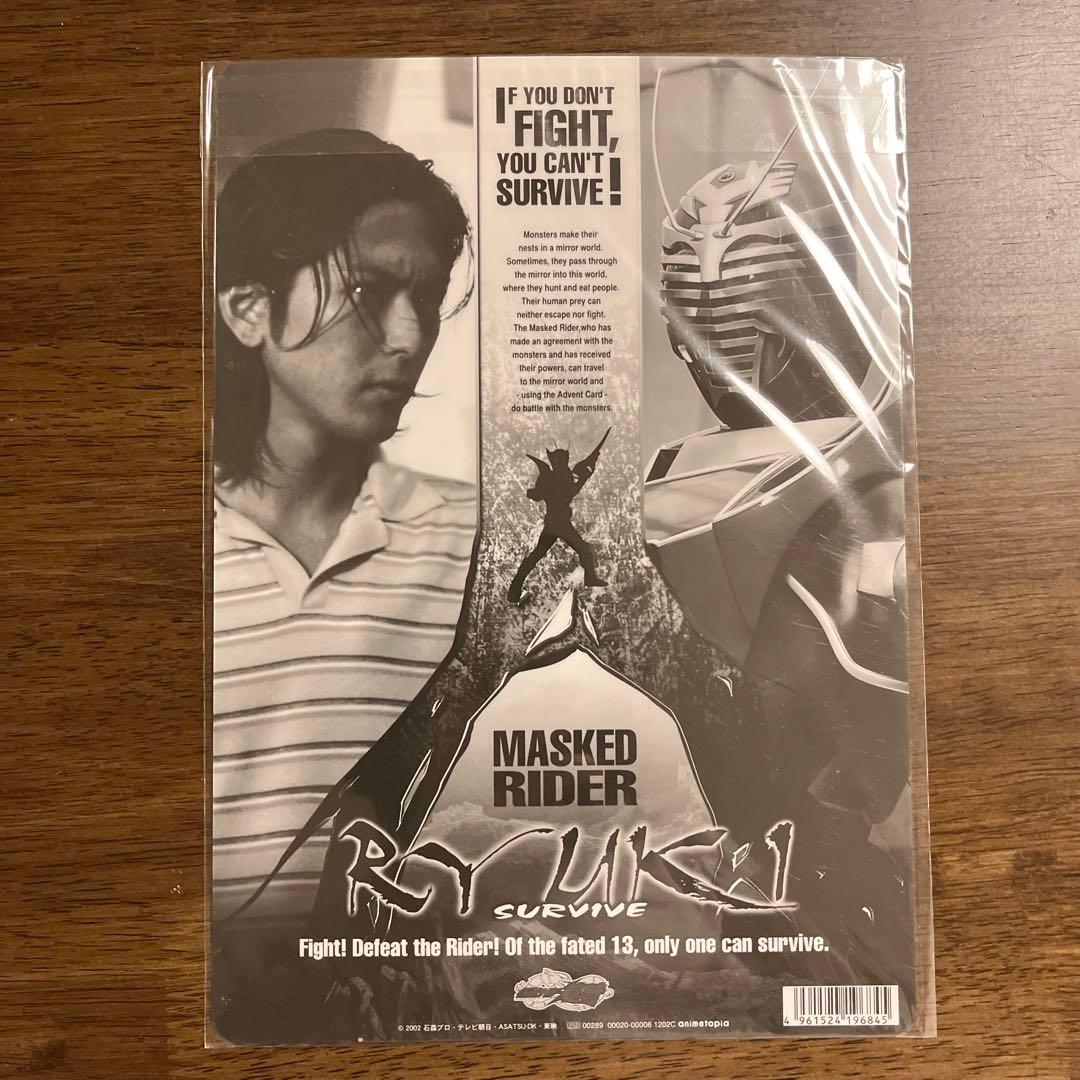 IF YOU DON'T
FIGHT,
YOU CAN'T
SURVIVE!
Monsters make their
nests in a mirror world.
Sometimes, they pass through
the mirror into this world,
where they hunt and eat people.
Their human prey can
neither escape nor fight.
The Masked Rider,who has
made an agreement with the
monsters and has received
their powers, can travel
to the mirror world and
- using the Advent Card -
do battle with the monsters.
MASKED
RIDER
RYUKI
SURVIVE
Fight! Defeat the Rider! Of the fated 13, only one can survive.
© 2002 石森プロ・テレビ朝日・ASATSU-DK・東映 00289 00020-00006 1202C animetopia
4 961524 196845